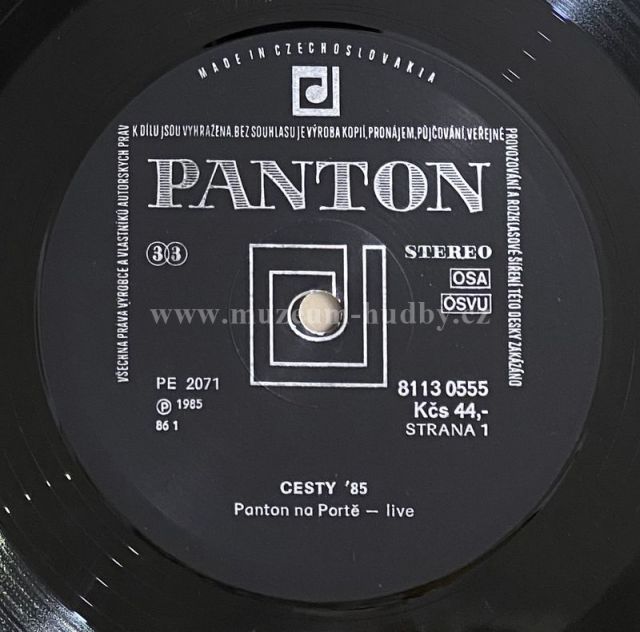 MADE IN CZECHOSLOVAKIA
VŠECHNA PRÁVA VÝROBCE A VLASTNÍKŮ AUTORSKÝCH PRÁV
K DÍLU JSOU VYHRAŽENA. BEZ SOUHLASU JE VÝROBA KOPIÍ, PRONÁJEM, PŮJČOVÁNÍ, VEŘEJNÉ
PROVOZOVÁNÍ A ROZHLASOVÉ ŠÍŘENÍ TÉTO DESKY ZAKÁZÁNO
PANTON
33
STEREO
OSA
OSVU
www.muzeum-hudby.cz
PE 2071
Ⓟ 1985
86 1
8113 0555
Kčs 44,-
STRANA 1
CESTY '85
Panton na Portě — live